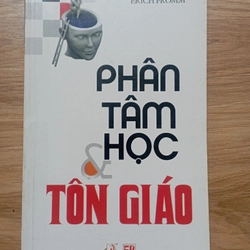 ERICH FROMM
PHÂN
TÂM
HỌC
&
TÔN GIÁO